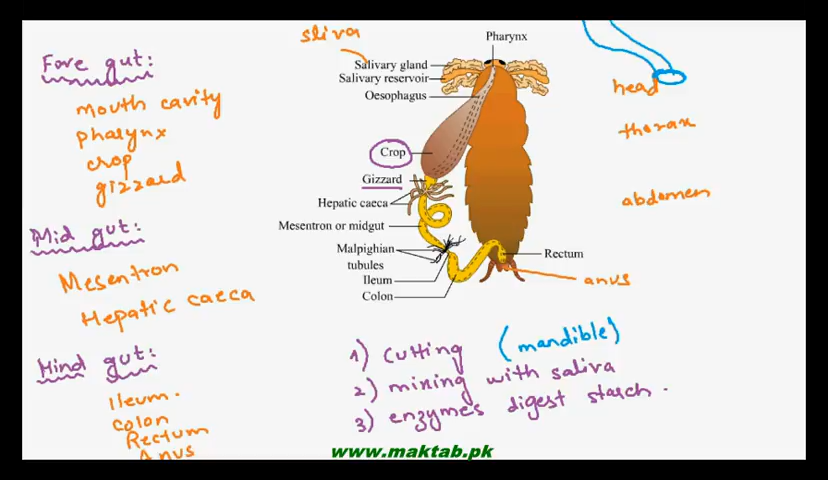 Fore gut:
mouth cavity
pharynx
crop
gizzard
Mid gut:
Mesentron
Hepatic caeca
Hind gut:
Ileum.
Colon
Rectum
Anus
sliva
Pharynx
Salivary gland
Salivary reservoir
Oesophagus
Crop
Gizzard
Hepatic caeca
Mesentron or midgut
Malpighian
tubules
Ileum
Colon
Rectum
anus
head
thorax
abdomen
1) cutting (mandible)
2) mixing with saliva
3) enzymes digest starch.
www.maktab.pk